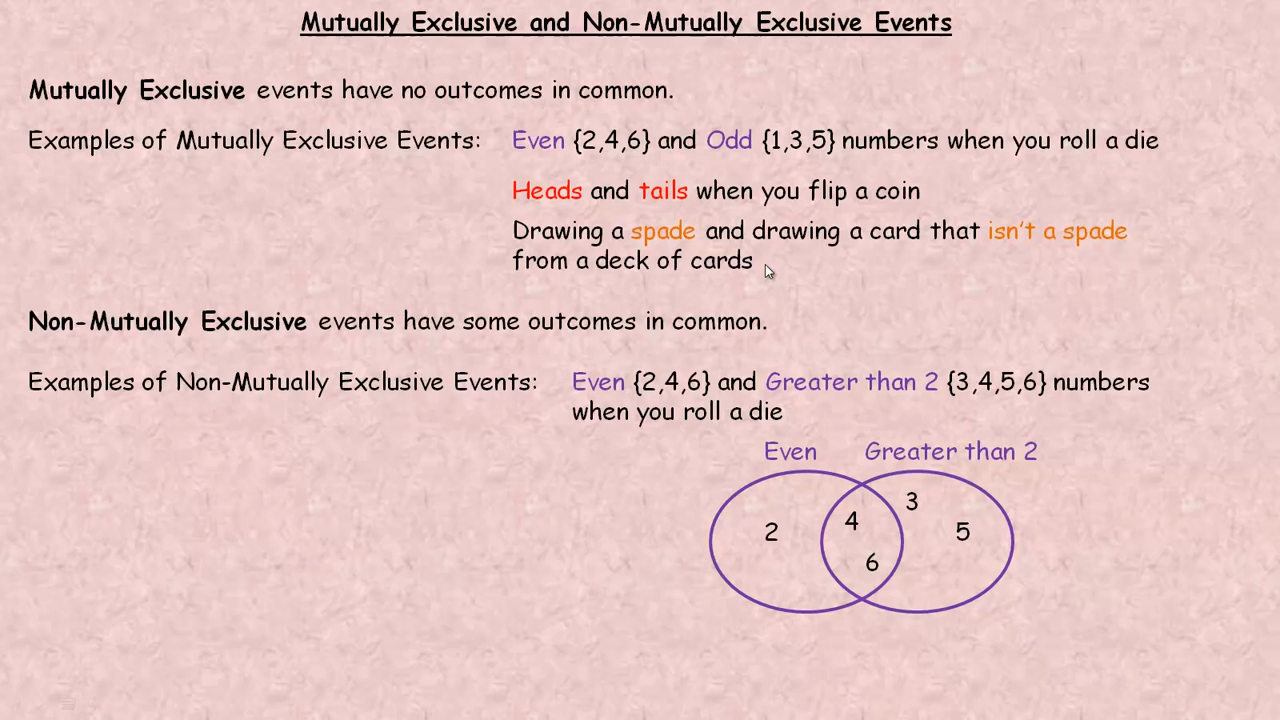 Mutually Exclusive and Non-Mutually Exclusive Events
Mutually Exclusive events have no outcomes in common.
Examples of Mutually Exclusive Events: Even {2,4,6} and Odd {1,3,5} numbers when you roll a die
Heads and tails when you flip a coin
Drawing a spade and drawing a card that isn't a spade
from a deck of cards
Non-Mutually Exclusive events have some outcomes in common.
Examples of Non-Mutually Exclusive Events: Even {2,4,6} and Greater than 2 {3,4,5,6} numbers
when you roll a die
Even Greater than 2
3
2 4 5
6